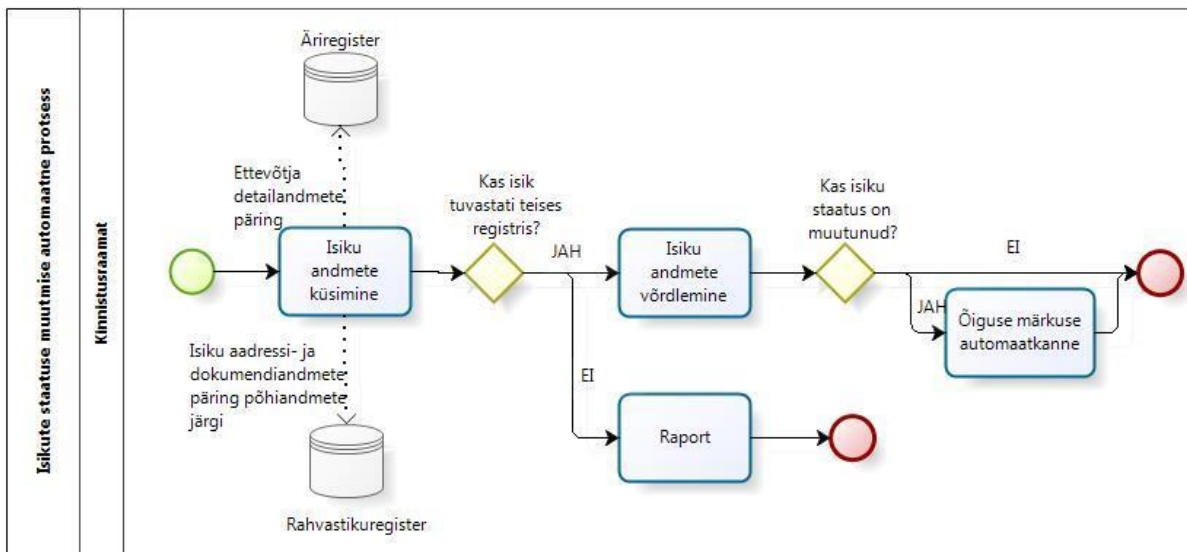 Isikute staatuse muutmise automaatne protsess
Kinnistusraamat
Äriregister
Ettevõtja
detailandmete
päring
Isiku
andmete
küsimine
Isiku aadressi- ja
dokumendiandmete
päring põhiandmete
järgi
Rahvastikuregister
Kas isik
tuvastati teises
registris?
JAH
EI
Isiku
andmete
võrdlemine
Raport
Kas isiku
staatus on
muutunud?
EI
JAH
Õiguse märkuse
automaatkanne